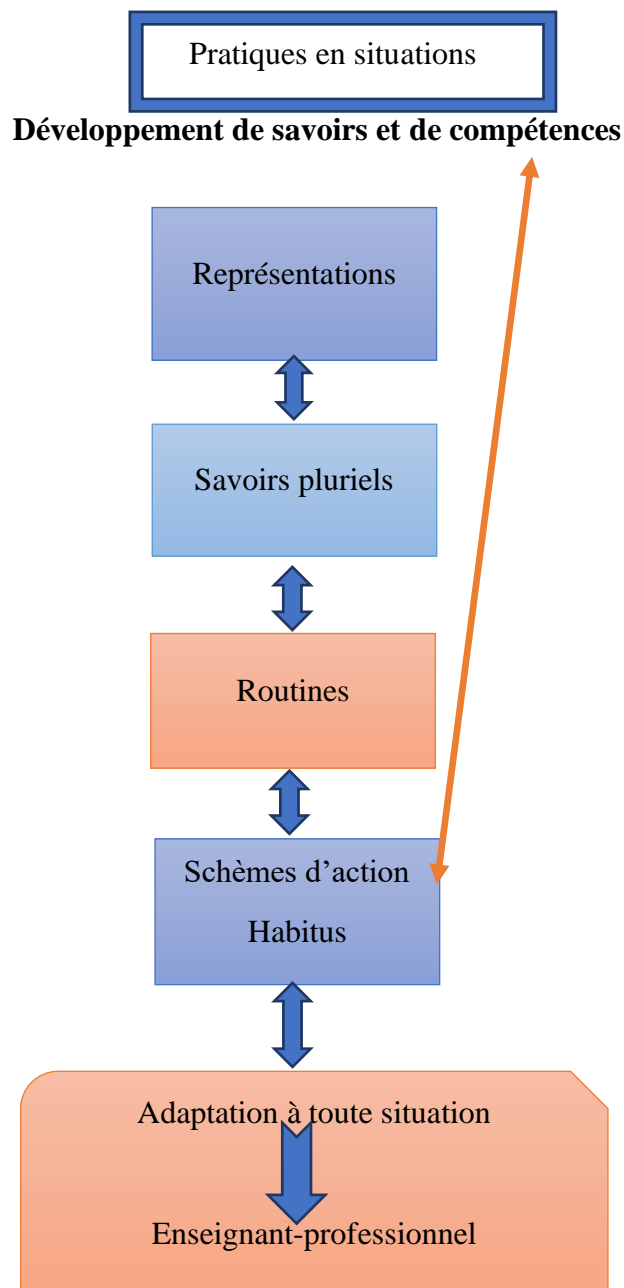 Pratiques en situations
Développement de savoirs et de compétences
Représentations
Savoirs pluriels
Routines
Schèmes d’action
Habitus
Adaptation à toute situation
Enseignant-professionnel